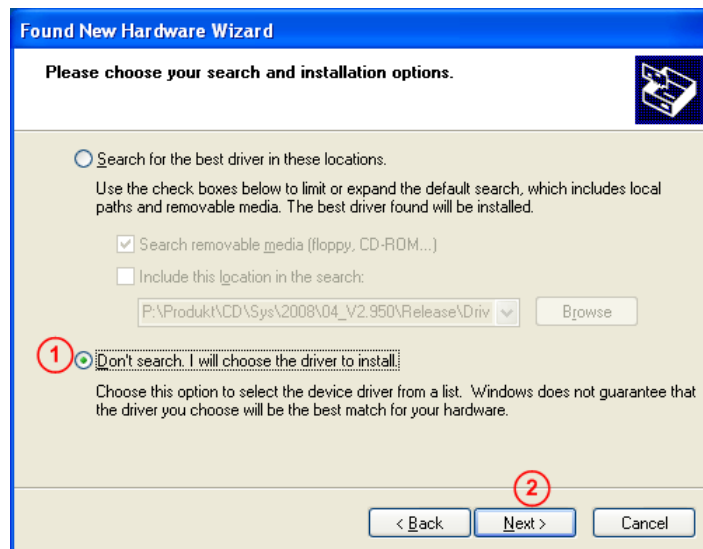 Found New Hardware Wizard
Please choose your search and installation options.
Search for the best driver in these locations.
Use the check boxes below to limit or expand the default search, which includes local
paths and removable media. The best driver found will be installed.
Search removable media (floppy, CD-ROM...)
Include this location in the search:
P:\Produkt\CD\Sys\2008\04_V2.950\Release\Driv
Browse
1
Don't search. I will choose the driver to install.
Choose this option to select the device driver from a list. Windows does not guarantee that
the driver you choose will be the best match for your hardware.
2
< Back
Next >
Cancel